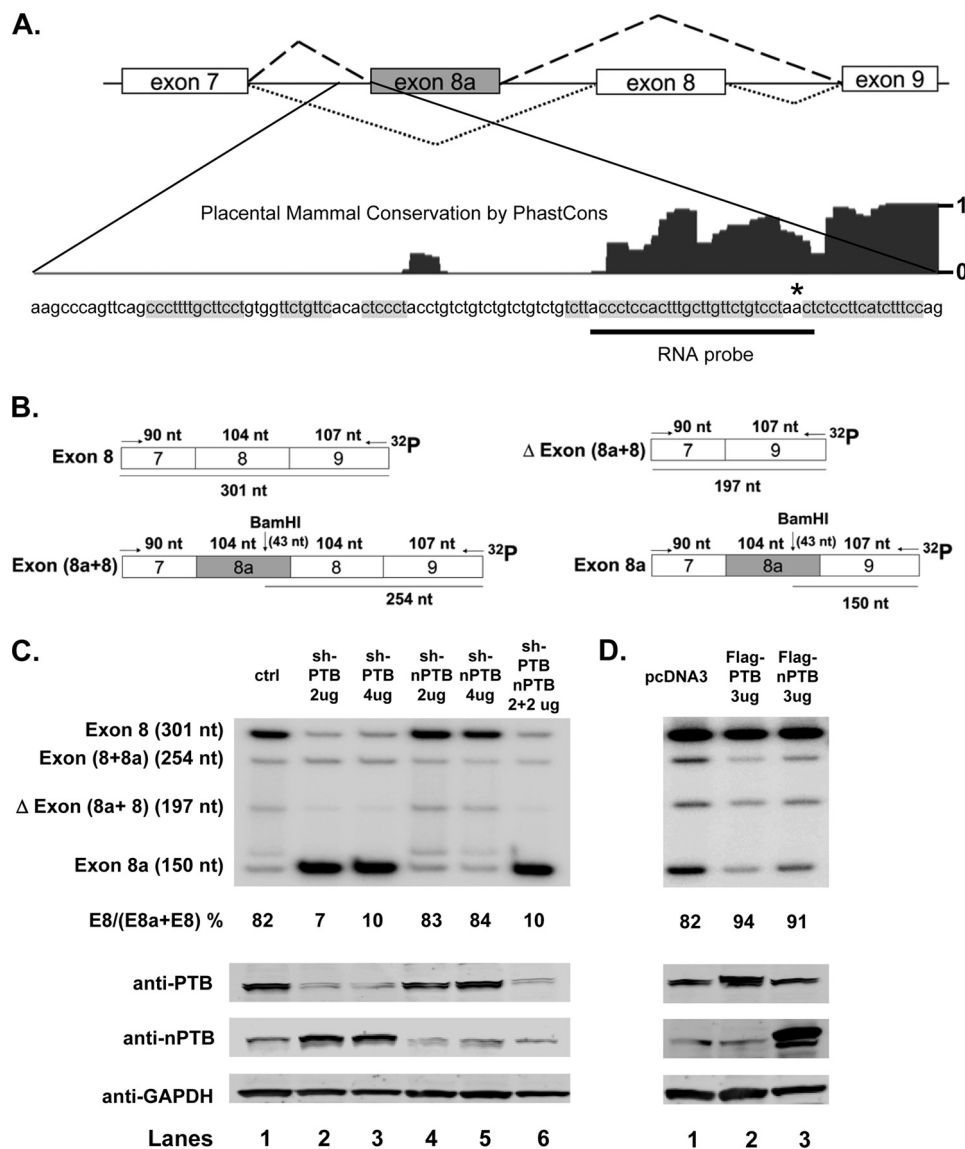 A.
exon 7 exon 8a exon 8 exon 9
Placental Mammal Conservation by PhastCons
1
0
*
aagcccagttcagcccttttgcttcctgtggttctgttcacactccctacctgtctgtgtctgtctgtcttaccctccactttgcttgttctgtcctaactctccttcatctttccag
RNA probe
B.
90 nt 104 nt 107 nt 32P
Exon 8 7 8 9
301 nt
90 nt 107 nt 32P
Δ Exon (8a+8) 7 9
197 nt
BamHI
90 nt 104 nt (43 nt) 104 nt 107 nt 32P
Exon (8a+8) 7 8a 8 9
254 nt
BamHI
90 nt 104 nt (43 nt) 107 nt 32P
Exon 8a 7 8a 9
150 nt
C.
ctrl
sh-
PTB
2ug
sh-
PTB
4ug
sh-
nPTB
2ug
sh-
nPTB
4ug
sh-
PTB
nPTB
2+2 ug
Exon 8 (301 nt)
Exon (8+8a) (254 nt)
Δ Exon (8a+ 8) (197 nt)
Exon 8a (150 nt)
E8/(E8a+E8) % 82 7 10 83 84 10
anti-PTB
anti-nPTB
anti-GAPDH
Lanes 1 2 3 4 5 6
D.
pcDNA3
Flag-
PTB
3ug
Flag-
nPTB
3ug
82 94 91
1 2 3